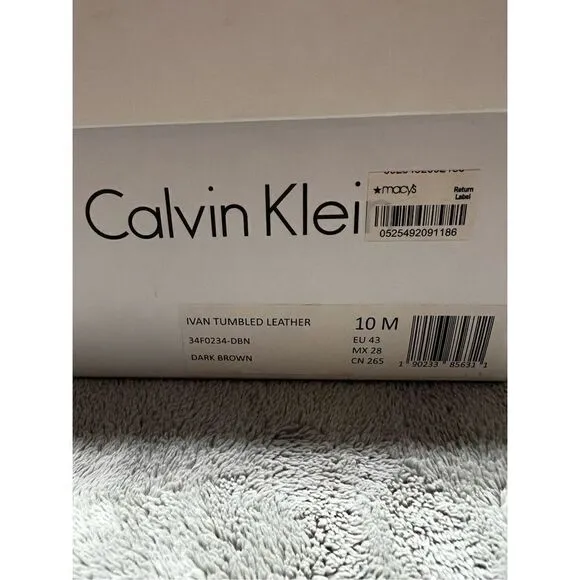 Calvin Klei
★macy's
Return
Label
0525492091186
IVAN TUMBLED LEATHER
34F0234-DBN
DARK BROWN
10 M
EU 43
MX 28
CN 265
1 90233 85631 1